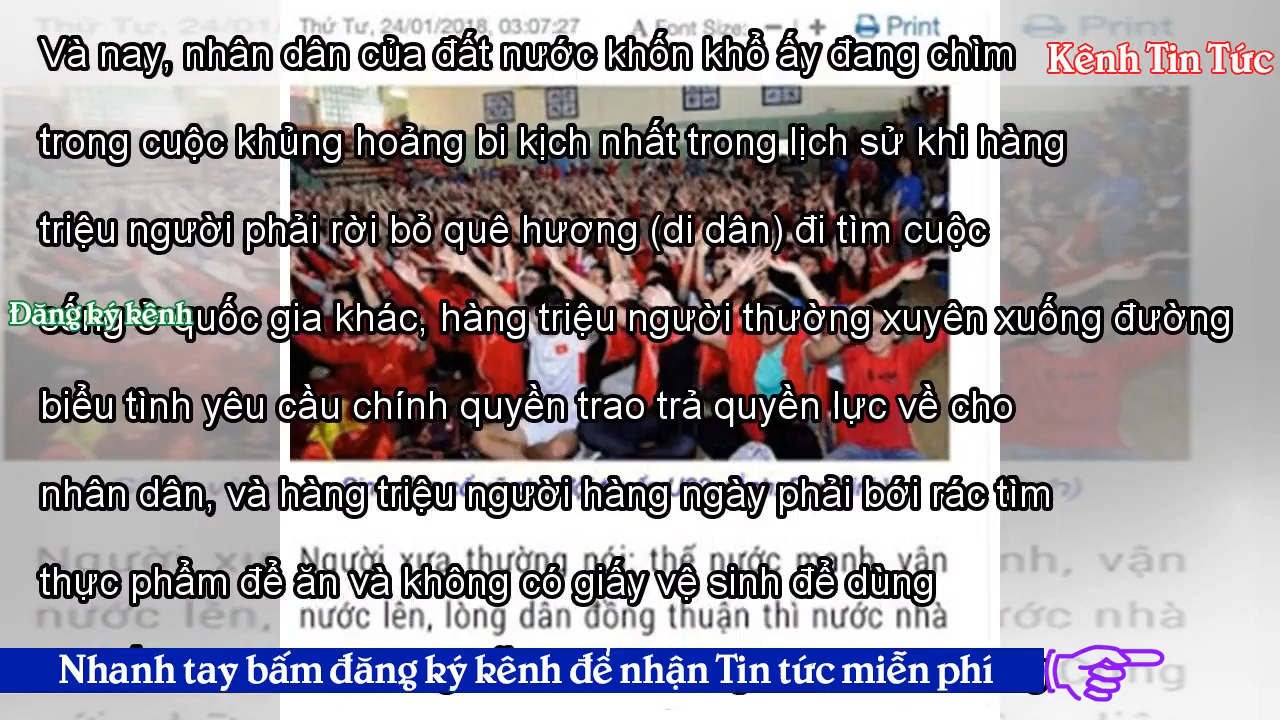 Thứ Tư, 24/01/2018, 03:07:27 A Font Size: − | + Print
Print
Và nay, nhân dân của đất nước khốn khổ ấy đang chìm
Kênh Tin Tức
trong cuộc khủng hoảng bi kịch nhất trong lịch sử khi hàng
triệu người phải rời bỏ quê hương (di dân) đi tìm cuộc
Đăng ký kênh
quốc gia khác, hàng triệu người thường xuyên xuống đường
biểu tình yêu cầu chính quyền trao trả quyền lực về cho
nhân dân, và hàng triệu người hàng ngày phải bới rác tìm
Người xưa thường nói: thế nước mạnh, vận
thực phẩm để ăn và không có giấy vệ sinh để dùng
nước lên, lòng dân đồng thuận thì nước nhà
Nhanh tay bấm đăng ký kênh để nhận Tin tức miễn phí